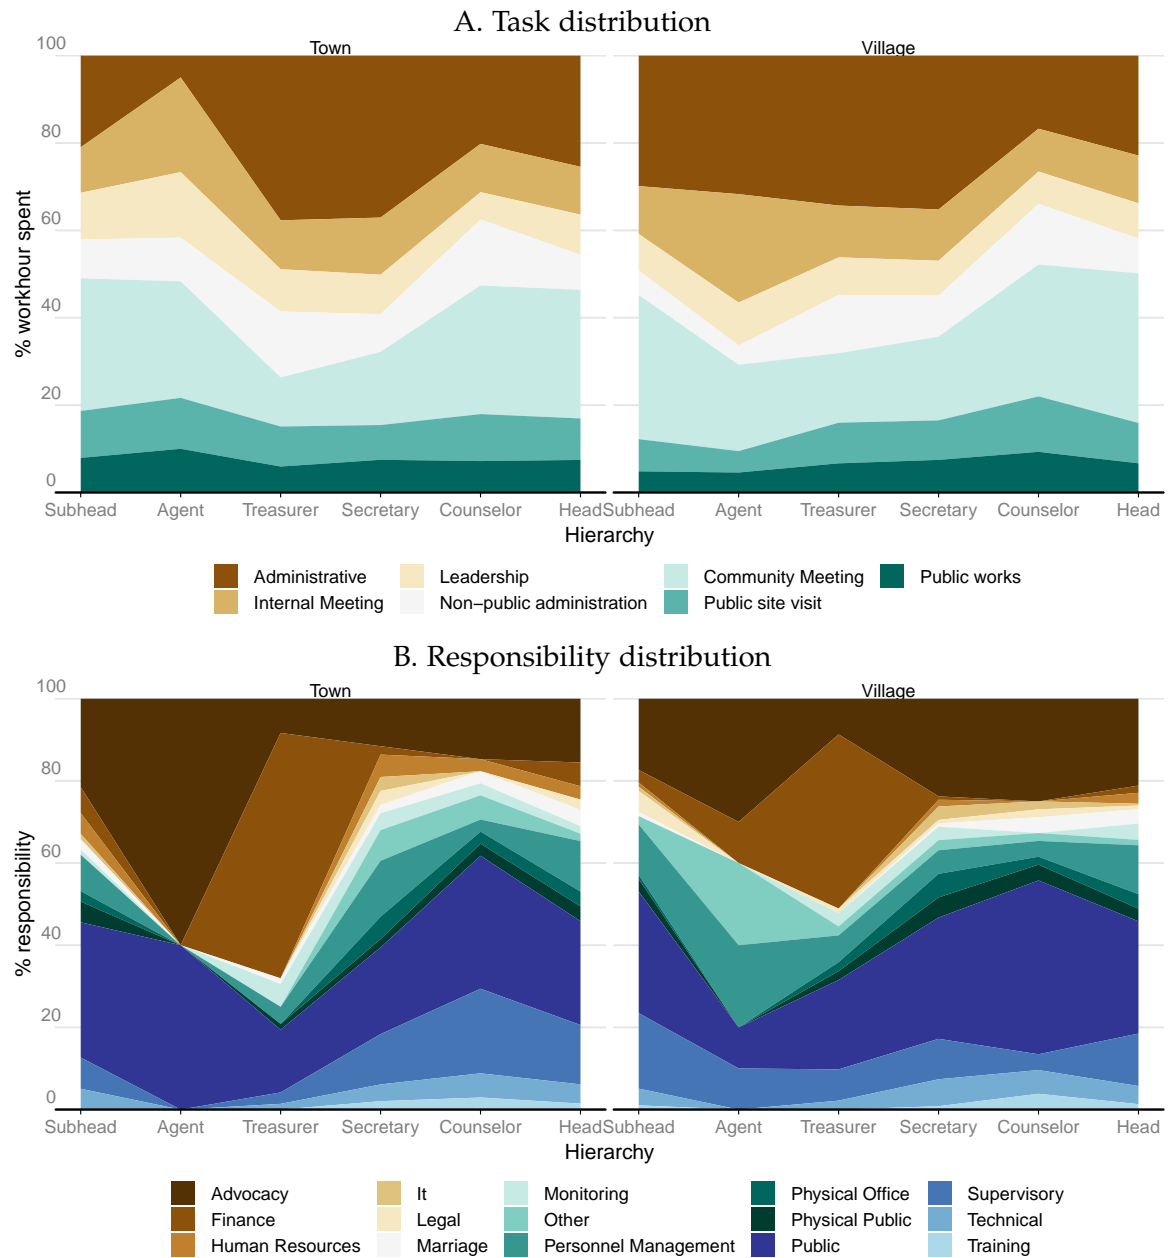 A. Task distribution
Town Village
100
80
60
40
20
0
% workhour spent
Subhead Agent Treasurer Secretary Counselor Head Subhead Agent Treasurer Secretary Counselor Head
Hierarchy
Administrative Leadership Community Meeting Public works
Internal Meeting Non−public administration Public site visit
B. Responsibility distribution
Town Village
100
80
60
40
20
0
% responsibility
Subhead Agent Treasurer Secretary Counselor Head Subhead Agent Treasurer Secretary Counselor Head
Hierarchy
Advocacy It Monitoring Physical Office Supervisory
Finance Legal Other Physical Public Technical
Human Resources Marriage Personnel Management Public Training